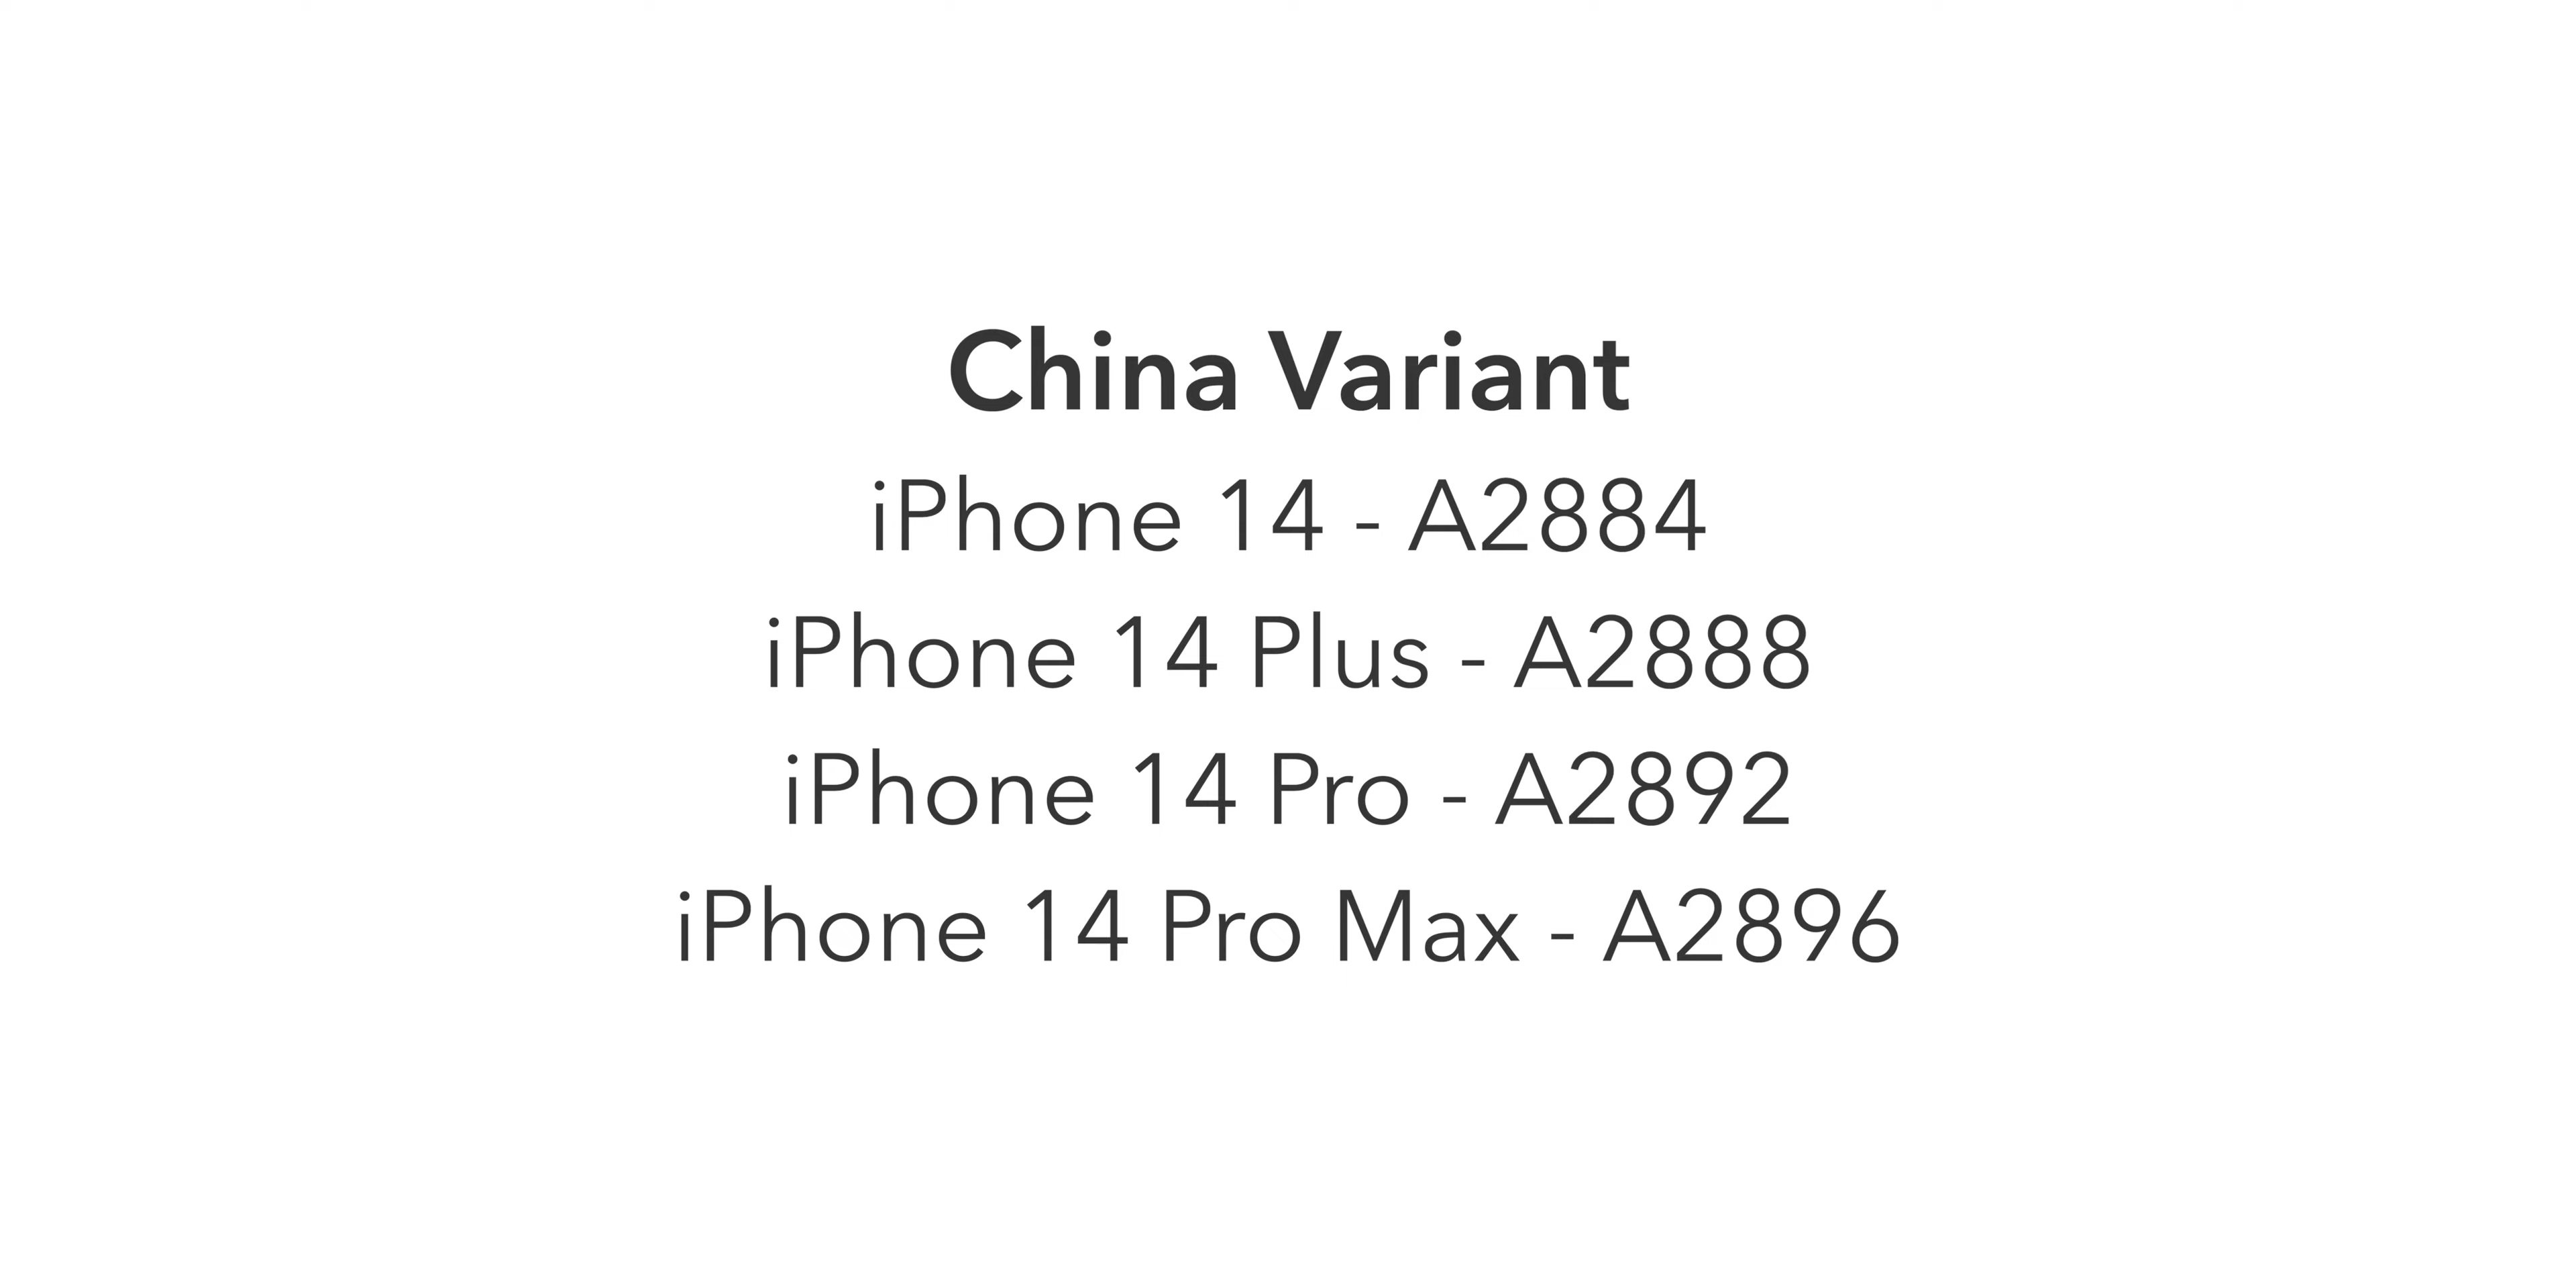 China Variant
iPhone 14 - A2884
iPhone 14 Plus - A2888
iPhone 14 Pro - A2892
iPhone 14 Pro Max - A2896